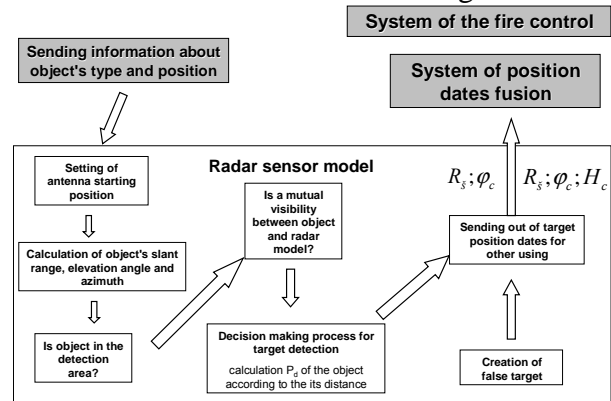 System of the fire control
Sending information about
object's type and position
System of position
dates fusion
Radar sensor model
Setting of
antenna starting
position
Calculation of object's slant
range, elevation angle and
azimuth
Is object in the
detection
area?
Is a mutual
visibility
between object
and radar
model?
Decision making process for
target detection
calculation P_d of the object
according to the its distance
R_š;φ_c
R_š;φ_c;H_c
Sending out of target
position dates for
other using
Creation of
false target